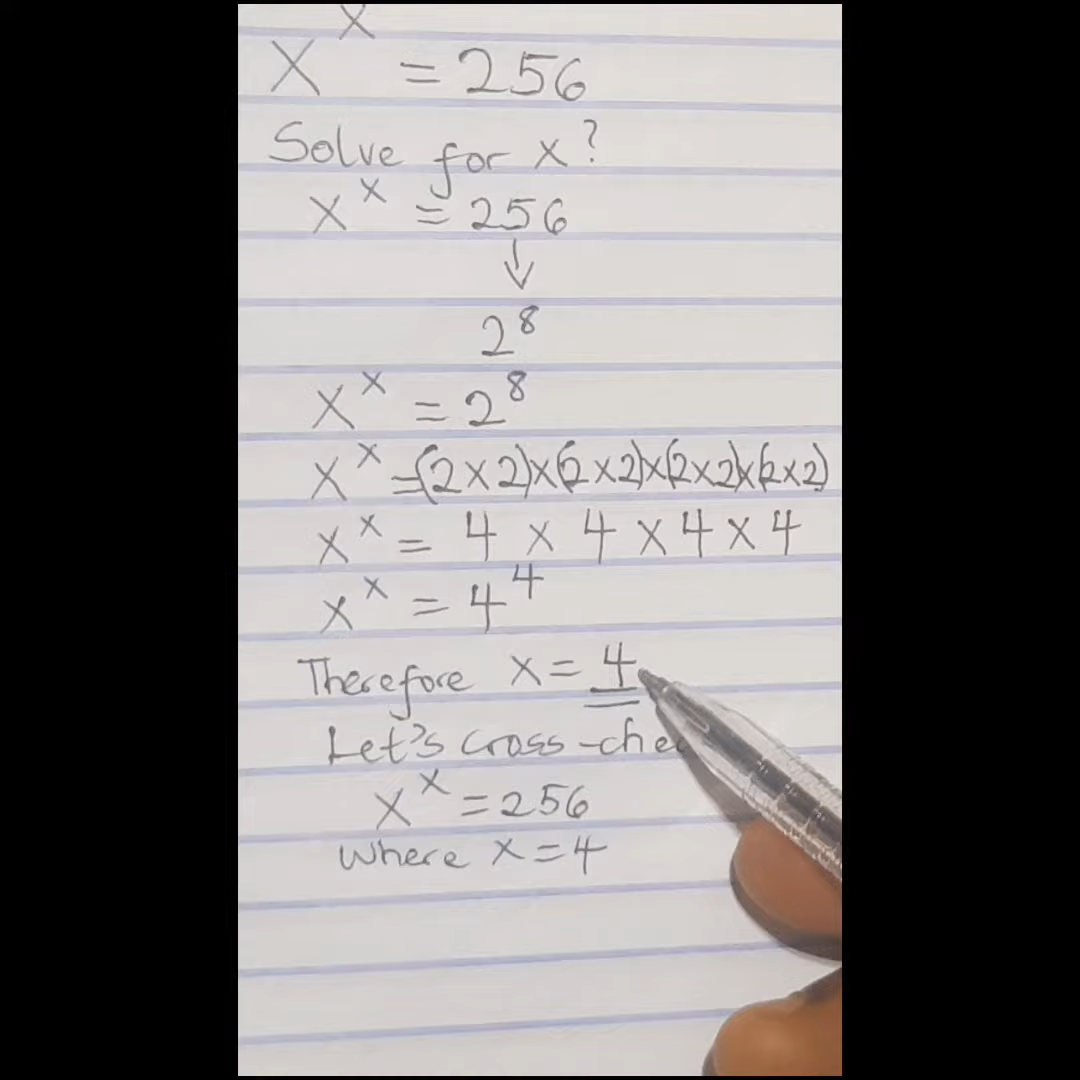 x^x = 256
Solve for x?
x^x = 256
↓
2^8
x^x = 2^8
x^x = (2 × 2) × (2 × 2) × (2 × 2) × (2 × 2)
x^x = 4 × 4 × 4 × 4
x^x = 4^4
Therefore x = 4
Let's cross-chec
x^x = 256
where x = 4